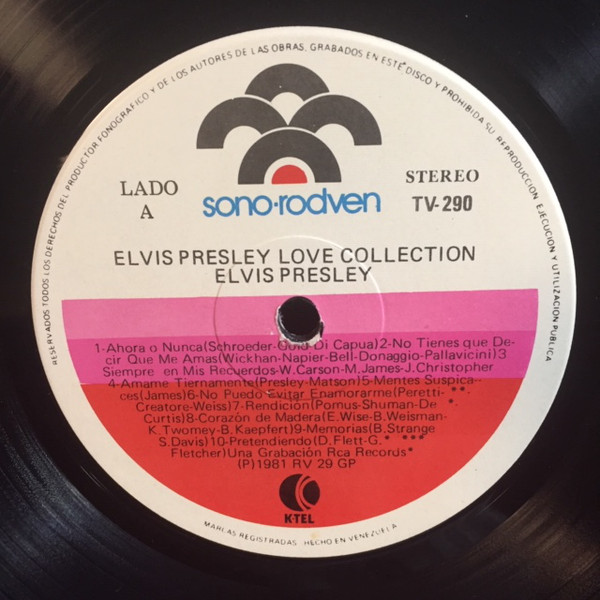 RESERVADOS TODOS LOS DERECHOS DEL PRODUCTOR FONOGRAFICO Y DE LOS AUTORES DE LAS OBRAS, GRABADOS EN ESTE DISCO Y PROHIBIDA SU REPRODUCCION, EJECUCION Y UTILIZACION PUBLICA
LADO
A
sono·rodven
STEREO
TV-290
ELVIS PRESLEY LOVE COLLECTION
ELVIS PRESLEY
1-Ahora o Nunca(Schroeder-Gold Di Capua)2-No Tienes que De-
cir Que Me Amas(Wickhan-Napier-Bell-Donaggio-Pallavicini)3
Siempre en Mis Recuerdos-W.Carson-M.James-J.Christopher
4-Amame Tiernamente(Presley-Matson)5-Mentes Suspica-
ces(James)6-No Puedo Evitar Enamorarme(Peretti-
Creatore-Weiss)7-Rendición(Pomus-Shuman-De
Curtis)8-Corazón de Madera(E.Wise-B.Weisman-
K.Twomey-B.Kaepfert)9-Memorias(B.Strange
S.Davis)10-Pretendiendo(D.Flett-G.
Fletcher)Una Grabación Rca Records
(P)1981 RV 29 GP
K-TEL
MARCAS REGISTRADAS. HECHO EN VENEZUELA